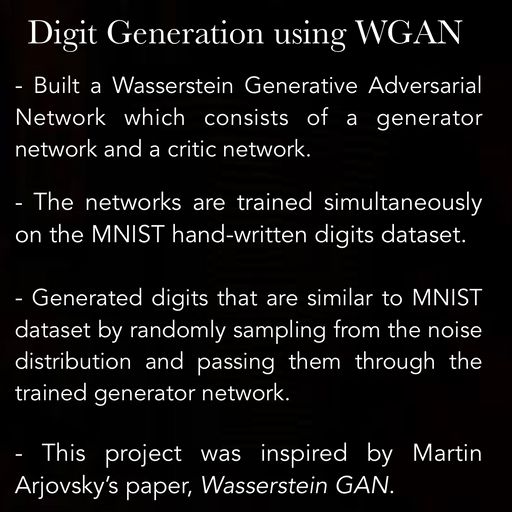 Digit Generation using WGAN
- Built a Wasserstein Generative Adversarial
Network which consists of a generator
network and a critic network.
- The networks are trained simultaneously
on the MNIST hand-written digits dataset.
- Generated digits that are similar to MNIST
dataset by randomly sampling from the noise
distribution and passing them through the
trained generator network.
- This project was inspired by Martin
Arjovsky's paper, Wasserstein GAN.